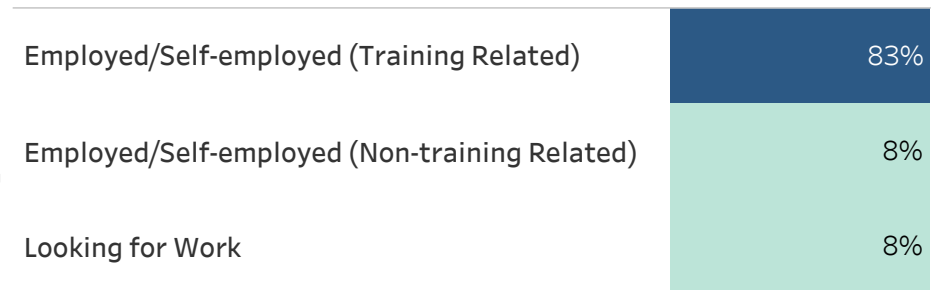 Employed/Self-employed (Training Related) 83%
Employed/Self-employed (Non-training Related) 8%
Looking for Work 8%